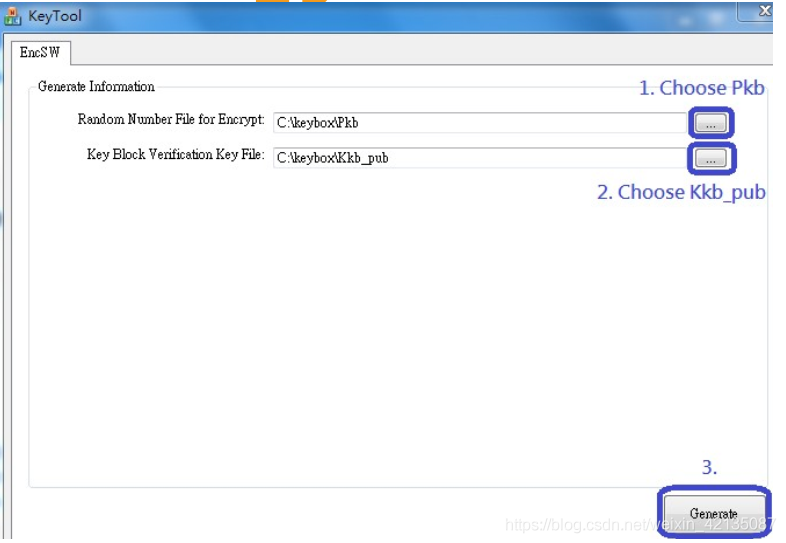 KeyTool
EncSW
Generate Information
1. Choose Pkb
Random Number File for Encrypt: C:\keybox\Pkb ...
Key Block Verification Key File: C:\keybox\Kkb_pub ...
2. Choose Kkb_pub
3.
Generate
https://blog.csdn.net/weixin_42135087